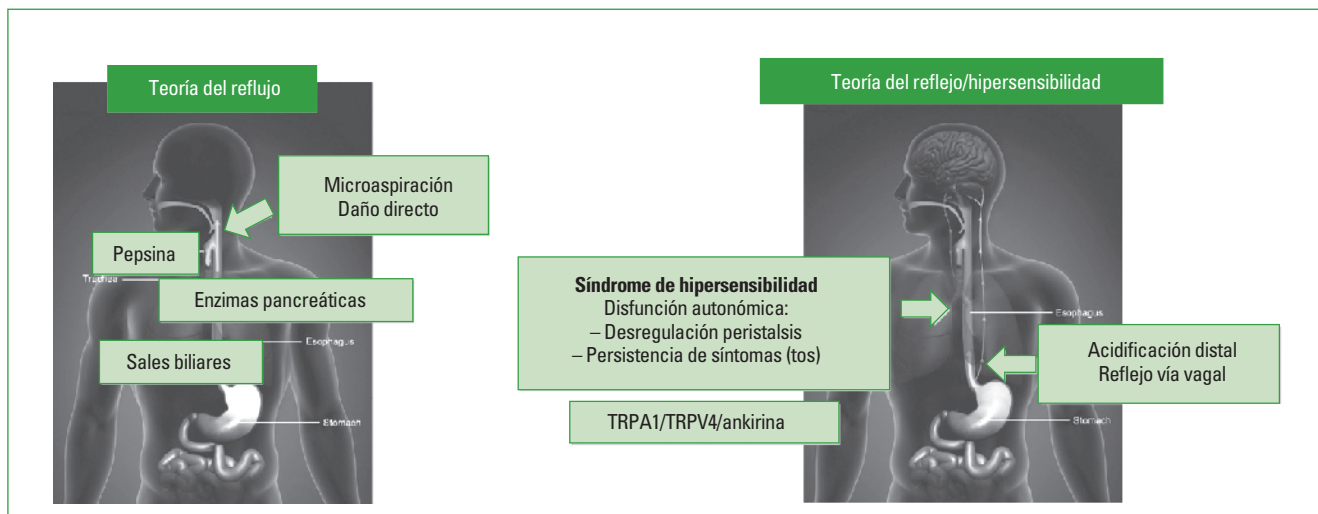 Teoría del reflujo
Microaspiración
Daño directo
Pepsina
Trachea
Enzimas pancreáticas
Esophagus
Sales biliares
Stomach
Teoría del reflejo/hipersensibilidad
Síndrome de hipersensibilidad
Disfunción autonómica:
– Desregulación peristalsis
– Persistencia de síntomas (tos)
Esophagus
Acidificación distal
Reflejo vía vagal
TRPA1/TRPV4/ankirina
Stomach